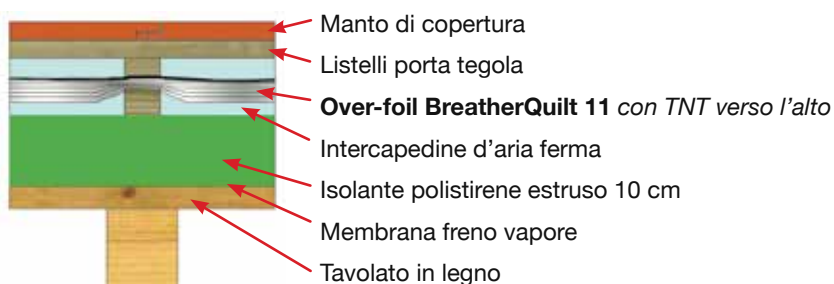 Manto di copertura
Listelli porta tegola
Over-foil BreatherQuilt 11 con TNT verso l'alto
Intercapedine d'aria ferma
Isolante polistirene estruso 10 cm
Membrana freno vapore
Tavolato in legno